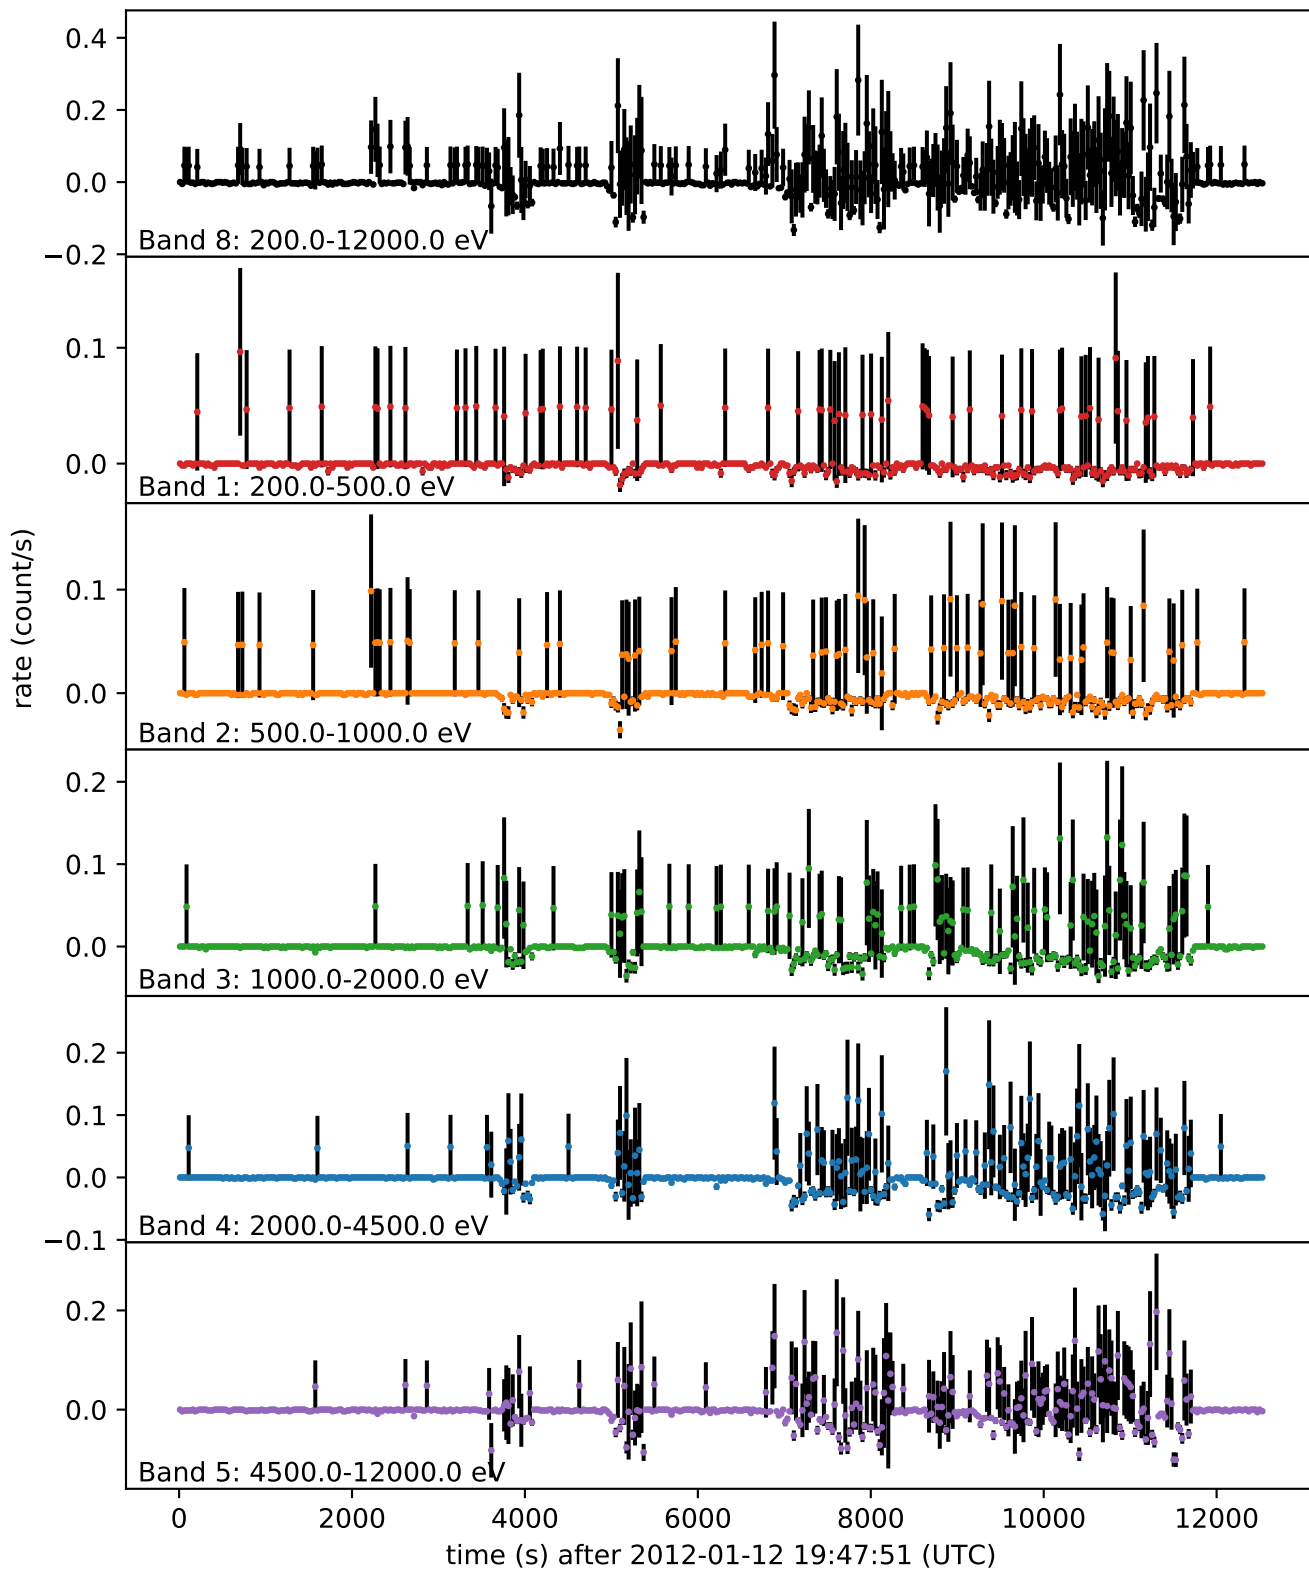 0.4
0.2
0.0
−0.2
Band 8: 200.0-12000.0 eV
0.1
0.0
Band 1: 200.0-500.0 eV
0.1
0.0
Band 2: 500.0-1000.0 eV
rate (count/s)
0.2
0.1
0.0
Band 3: 1000.0-2000.0 eV
0.2
0.1
0.0
−0.1
Band 4: 2000.0-4500.0 eV
0.2
0.0
Band 5: 4500.0-12000.0 eV
0 2000 4000 6000 8000 10000 12000
time (s) after 2012-01-12 19:47:51 (UTC)